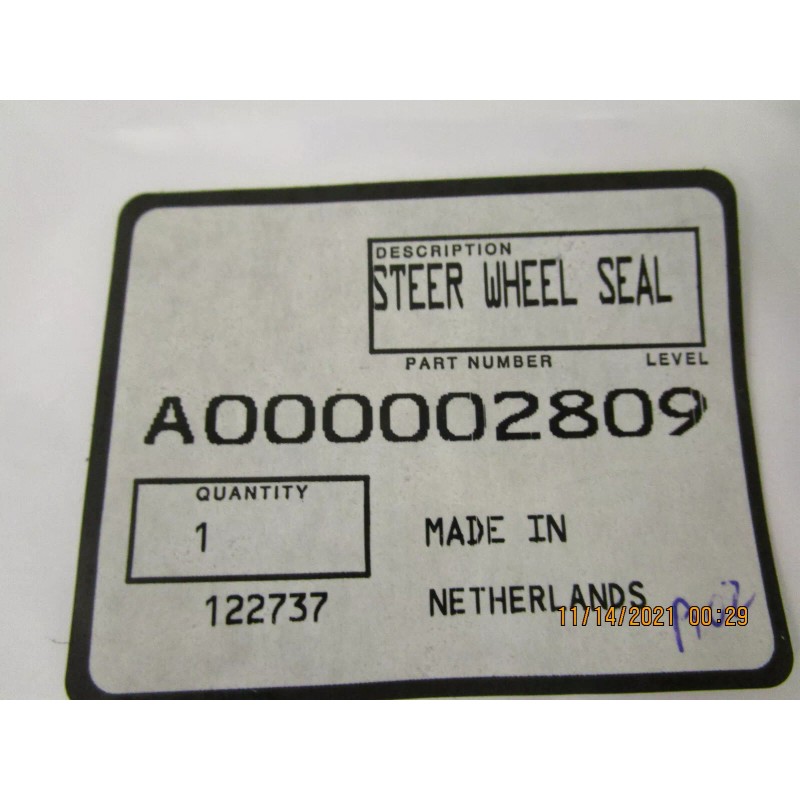 DESCRIPTION
STEER WHEEL SEAL
PART NUMBER LEVEL
A000002809
QUANTITY
1
MADE IN
122737
NETHERLANDS
11/14/2021 00:29